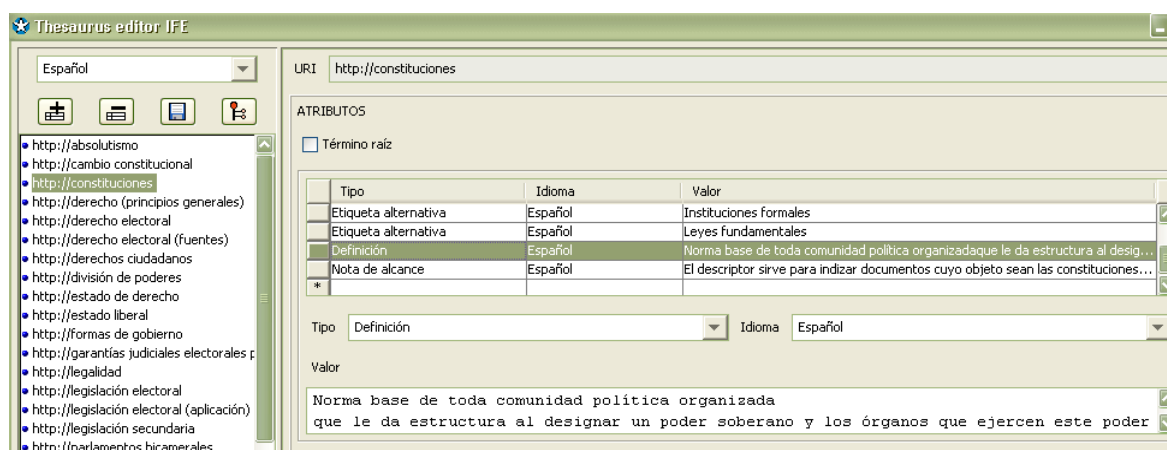 Thesaurus editor IFE
Español
http://absolutismo
http://cambio constitucional
http://constituciones
http://derecho (principios generales)
http://derecho electoral
http://derecho electoral (fuentes)
http://derechos ciudadanos
http://división de poderes
http://estado de derecho
http://estado liberal
http://formas de gobierno
http://garantías judiciales electorales p
http://legalidad
http://legislación electoral
http://legislación electoral (aplicación)
http://legislación secundaria
http://parlamentos bicamerales
URI http://constituciones
ATRIBUTOS
Término raíz
Tipo Idioma Valor
Etiqueta alternativa Español Instituciones formales
Etiqueta alternativa Español Leyes fundamentales
Definición Español Norma base de toda comunidad política organizadaque le da estructura al desig...
Nota de alcance Español El descriptor sirve para indizar documentos cuyo objeto sean las constituciones...
*
Tipo Definición Idioma Español
Valor
Norma base de toda comunidad política organizada
que le da estructura al designar un poder soberano y los órganos que ejercen este poder